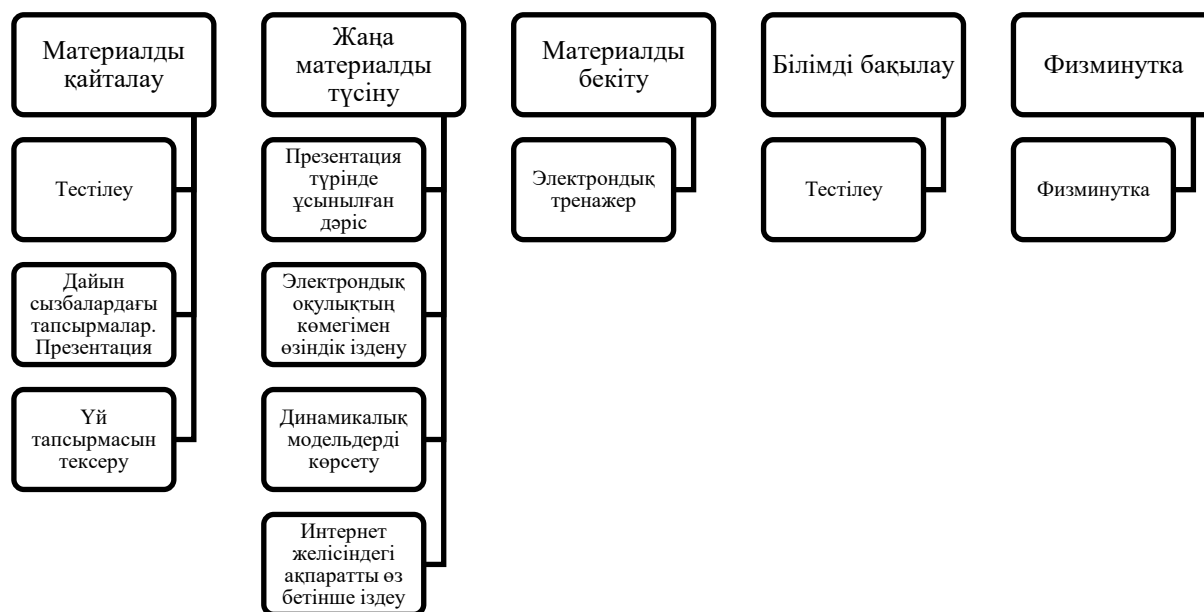 Материалды
қайталау
Тестілеу
Дайын
сызбалардағы
тапсырмалар.
Презентация
Үй
тапсырмасын
тексеру
Жаңа
материалды
түсіну
Презентация
түрінде
ұсынылған
дәріс
Электрондық
оқулықтың
көмегімен
өзіндік іздену
Динамикалық
модельдерді
көрсету
Интернет
желісіндегі
ақпаратты өз
бетінше іздеу
Материалды
бекіту
Электрондық
тренажер
Білімді бақылау
Тестілеу
Физминутка
Физминутка